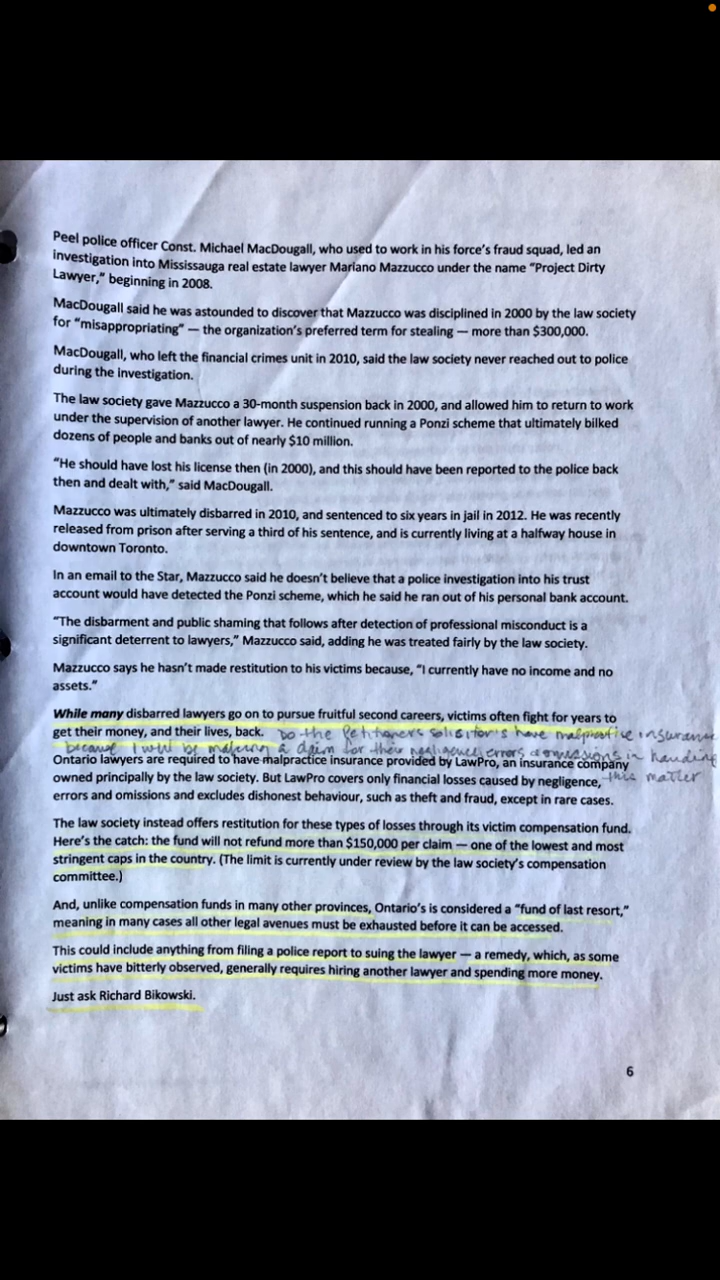 Peel police officer Const. Michael MacDougall, who used to work in his force's fraud squad, led an
investigation into Mississauga real estate lawyer Mariano Mazzucco under the name "Project Dirty
Lawyer," beginning in 2008.
MacDougall said he was astounded to discover that Mazzucco was disciplined in 2000 by the law society
for "misappropriating" — the organization's preferred term for stealing — more than $300,000.
MacDougall, who left the financial crimes unit in 2010, said the law society never reached out to police
during the investigation.
The law society gave Mazzucco a 30-month suspension back in 2000, and allowed him to return to work
under the supervision of another lawyer. He continued running a Ponzi scheme that ultimately bilked
dozens of people and banks out of nearly $10 million.
"He should have lost his license then (in 2000), and this should have been reported to the police back
then and dealt with," said MacDougall.
Mazzucco was ultimately disbarred in 2010, and sentenced to six years in jail in 2012. He was recently
released from prison after serving a third of his sentence, and is currently living at a halfway house in
downtown Toronto.
In an email to the Star, Mazzucco said he doesn't believe that a police investigation into his trust
account would have detected the Ponzi scheme, which he said he ran out of his personal bank account.
"The disbarment and public shaming that follows after detection of professional misconduct is a
significant deterrent to lawyers," Mazzucco said, adding he was treated fairly by the law society.
Mazzucco says he hasn't made restitution to his victims because, "I currently have no income and no
assets."
While many disbarred lawyers go on to pursue fruitful second careers, victims often fight for years to
get their money, and their lives, back. Do the Petitioners solicitor's have malpractice insurance
because I will by making a claim for their negligence, errors omissions in handling
Ontario lawyers are required to have malpractice insurance provided by LawPro, an insurance company
owned principally by the law society. But LawPro covers only financial losses caused by negligence, this matter
errors and omissions and excludes dishonest behaviour, such as theft and fraud, except in rare cases.
The law society instead offers restitution for these types of losses through its victim compensation fund.
Here's the catch: the fund will not refund more than $150,000 per claim — one of the lowest and most
stringent caps in the country. (The limit is currently under review by the law society's compensation
committee.)
And, unlike compensation funds in many other provinces, Ontario's is considered a "fund of last resort,"
meaning in many cases all other legal avenues must be exhausted before it can be accessed.
This could include anything from filing a police report to suing the lawyer — a remedy, which, as some
victims have bitterly observed, generally requires hiring another lawyer and spending more money.
Just ask Richard Bikowski.
6